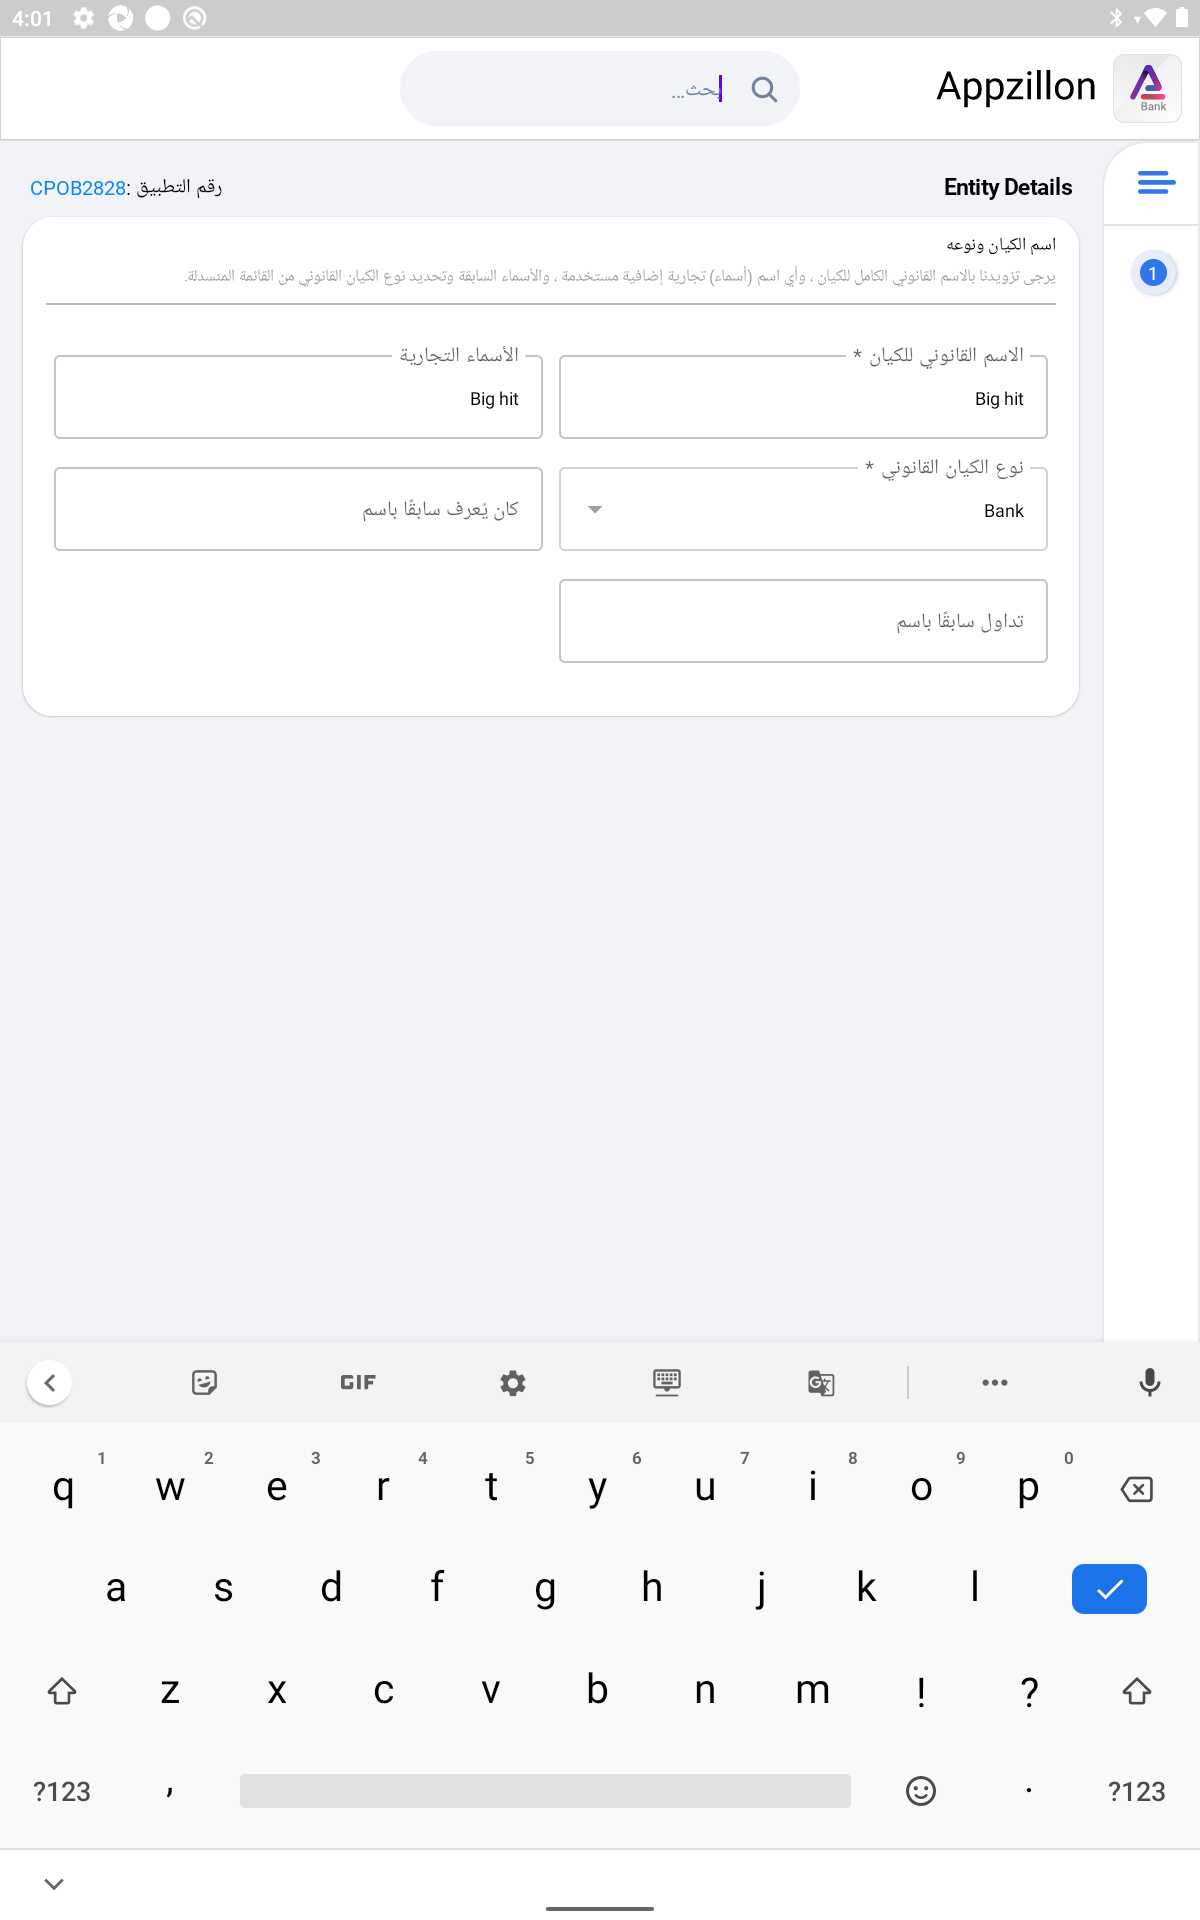 4:01
Appzillon
Bank
بحث...
Entity Details
رقم التطبيق :CPOB2828
1
اسم الكيان ونوعه
يرجى تزويدنا بالاسم القانوني الكامل للكيان ، وأي اسم (أسماء) تجارية إضافية مستخدمة ، والأسماء السابقة وتحديد نوع الكيان القانوني من القائمة المنسدلة.
الاسم القانوني للكيان *
الأسماء التجارية
Big hit
Big hit
نوع الكيان القانوني *
Bank
كان يُعرف سابقًا باسم
تداول سابقًا باسم
GIF
1 2 3 4 5 6 7 8 9 0
q w e r t y u i o p
a s d f g h j k l
z x c v b n m ! ?
?123 , . ?123